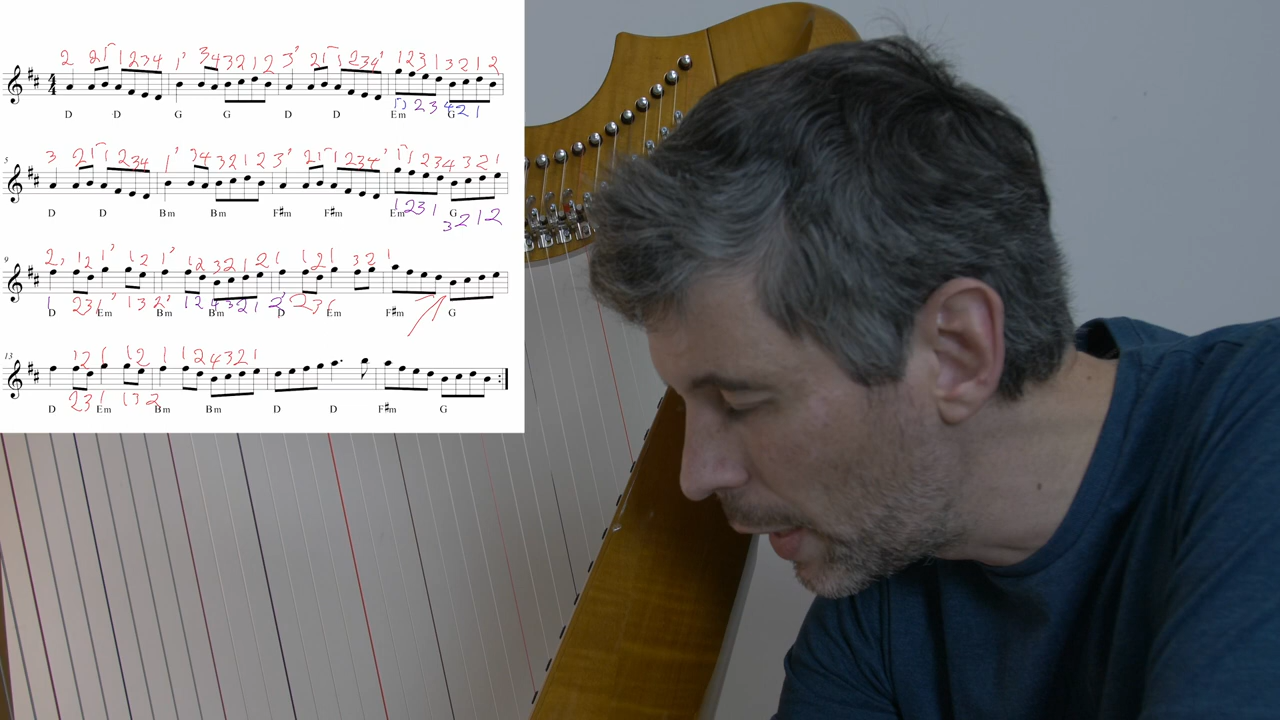 2 2 1 1 2 3 4 1' 3 4 3 2 1 2 3' 2 1 1 2 3 4' 1 2 3 1 3 2 1 2
4 4
1 1 2 3 4 2 1
D D G G D D Em G
3 2 1 1 2 3 4 1' 3 4 3 2 1 2 3' 2 1 1 2 3 4' 1 1 2 3 4 3 2 1
5
1 2 3 1 3 2 1 2
D D Bm Bm F#m F#m Em G
2, 1 2 1' 1 2 1' 1 2 3 2 1 2 1 1 2 1 3 2 1
9
1 2 3 1' 1 3 2' 1 2 4 3 2 1 2' 2 3 1
D Em Bm Bm D Em F#m G
1 2 1 1 2 1 1 2 4 3 2 1
13
2 3 1 1 3 2
D Em Bm Bm D D F#m G